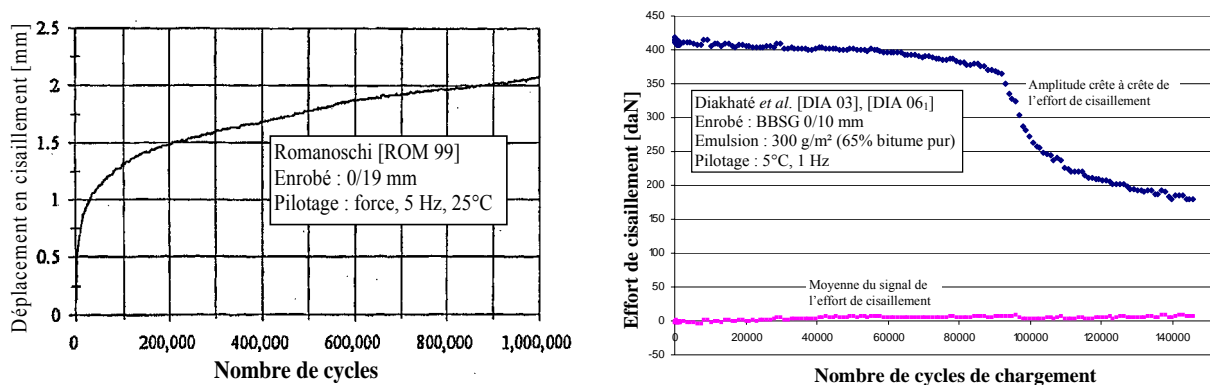 Déplacement en cisaillement [mm]
2.5
2
1.5
1
0.5
0
Romanoschi [ROM 99]
Enrobé : 0/19 mm
Pilotage : force, 5 Hz, 25°C
0
200,000
400,000
600,000
800,000
1,000,000
Nombre de cycles
Effort de cisaillement [daN]
450
400
350
300
250
200
150
100
50
0
-50
Amplitude crête à crête de
l'effort de cisaillement
Diakhaté et al. [DIA 03], [DIA 06₁]
Enrobé : BBSG 0/10 mm
Emulsion : 300 g/m² (65% bitume pur)
Pilotage : 5°C, 1 Hz
Moyenne du signal de
l'effort de cisaillement
0
20000
40000
60000
80000
100000
120000
140000
Nombre de cycles de chargement